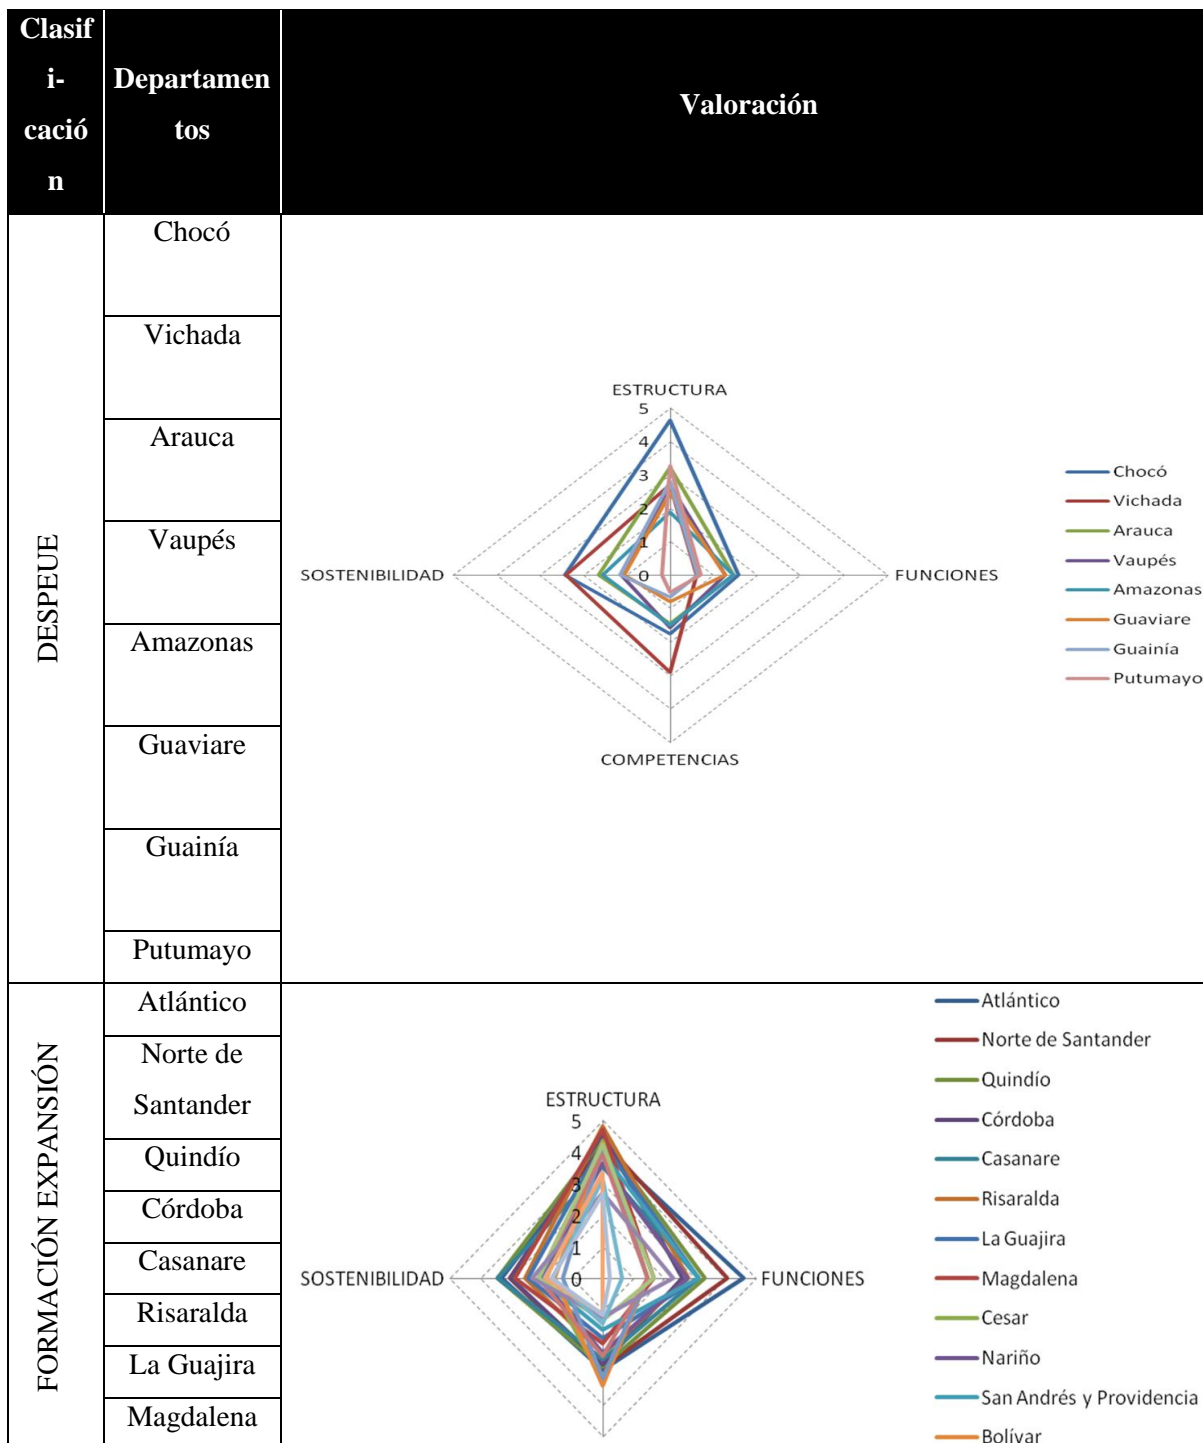 Clasif
i-
cació
n
Departamen
tos
Valoración
DESPEUE
Chocó
Vichada
Arauca
Vaupés
Amazonas
Guaviare
Guainía
Putumayo
ESTRUCTURA
5
4
3
2
1
0
SOSTENIBILIDAD
FUNCIONES
COMPETENCIAS
Chocó
Vichada
Arauca
Vaupés
Amazonas
Guaviare
Guainía
Putumayo
FORMACIÓN EXPANSIÓN
Atlántico
Norte de
Santander
Quindío
Córdoba
Casanare
Risaralda
La Guajira
Magdalena
ESTRUCTURA
5
4
3
2
1
0
SOSTENIBILIDAD
FUNCIONES
Atlántico
Norte de Santander
Quindío
Córdoba
Casanare
Risaralda
La Guajira
Magdalena
Cesar
Nariño
San Andrés y Providencia
Bolívar